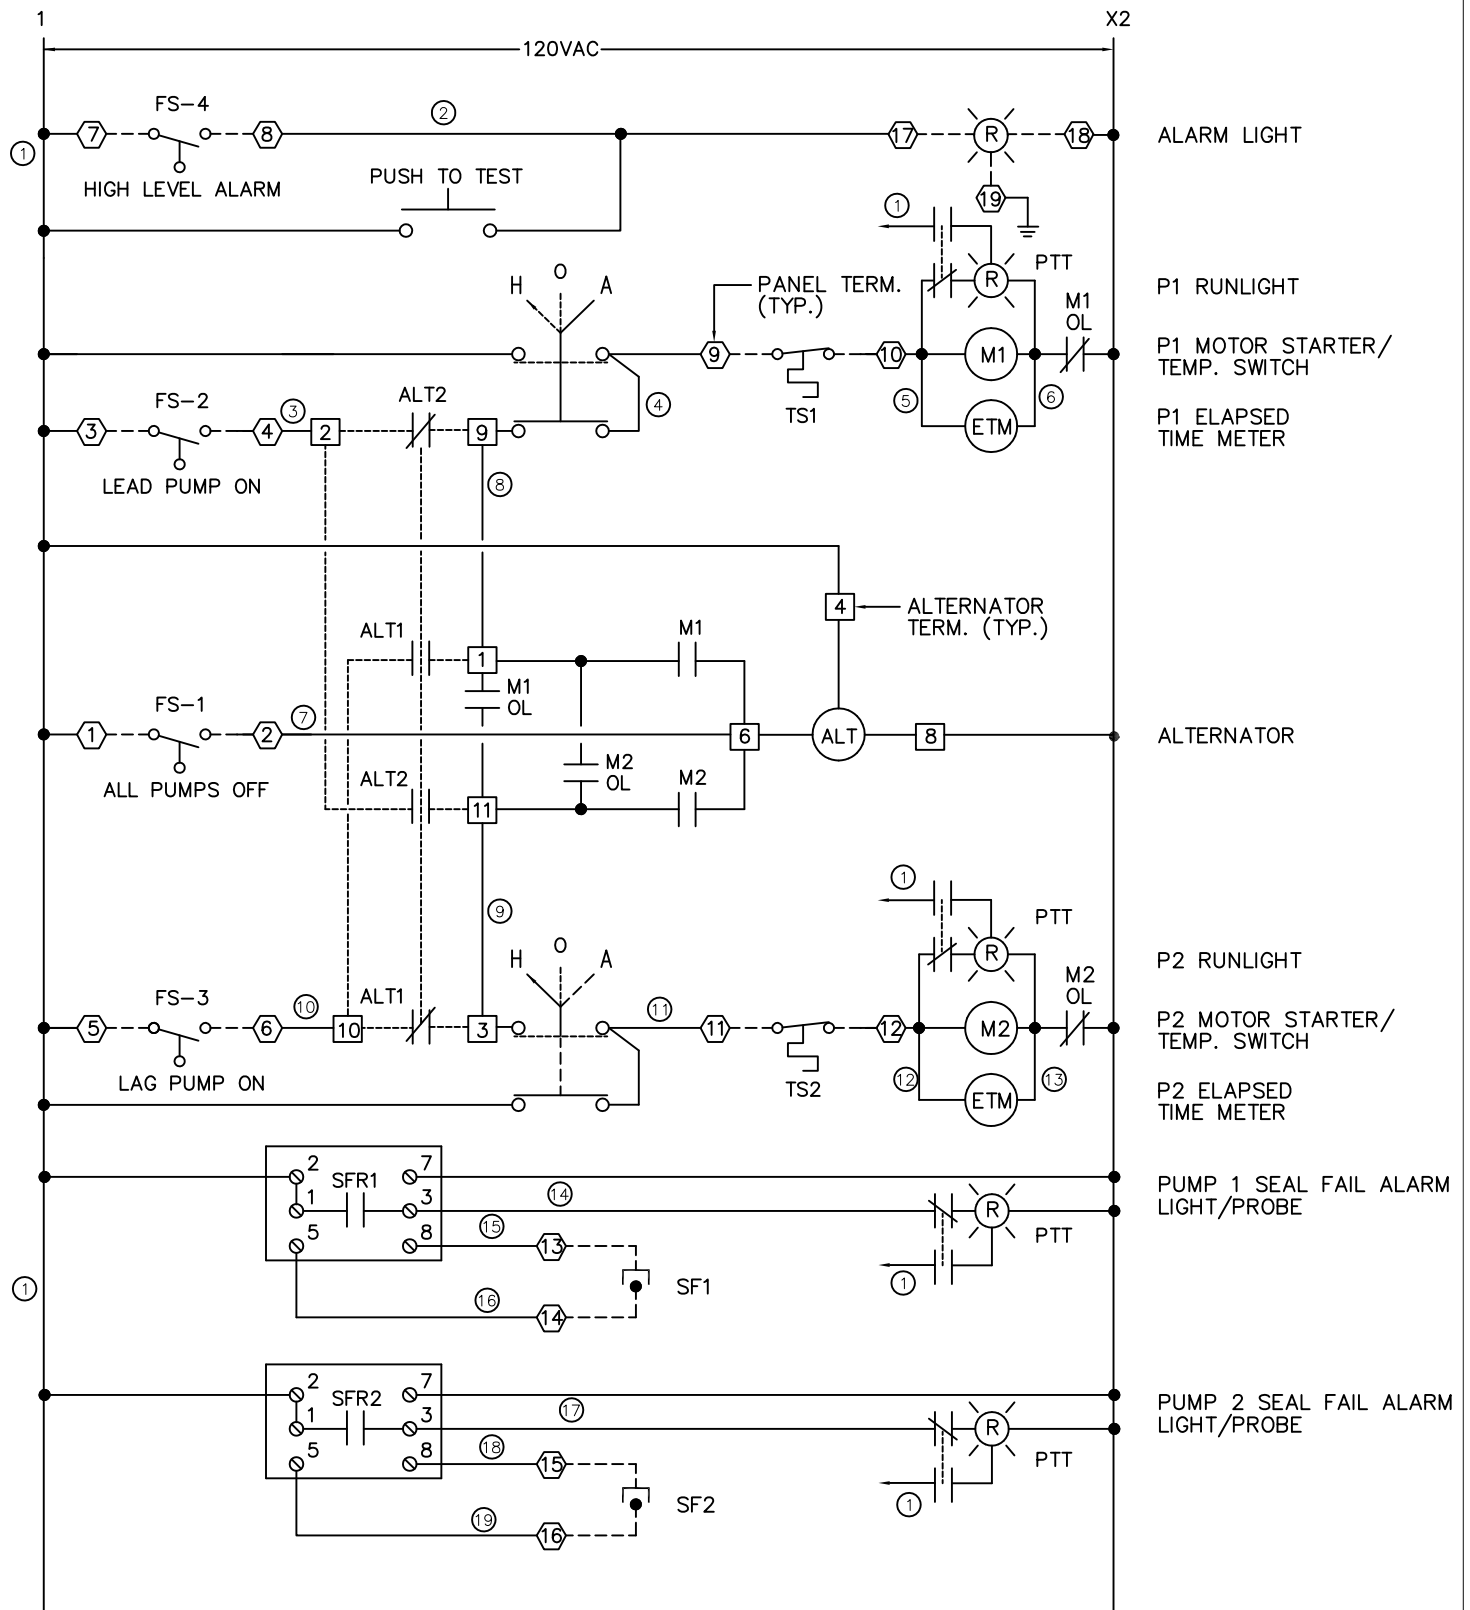 1 X2
120VAC
FS-4 2
7 8 17 R 18 ALARM LIGHT
1
HIGH LEVEL ALARM PUSH TO TEST
19
1
H O A PTT
R P1 RUNLIGHT
PANEL TERM.
(TYP.)
M1
OL
9 10 M1 P1 MOTOR STARTER/
TEMP. SWITCH
FS-2 3 ALT2 4 TS1 5 6
3 4 2 9 ETM P1 ELAPSED
TIME METER
LEAD PUMP ON 8
4 ALTERNATOR
TERM. (TYP.)
ALT1 M1
1
M1
OL
FS-1 7
1 2 6 ALT 8 ALTERNATOR
M2
OL
ALL PUMPS OFF ALT2 M2
11
1
9 PTT
H O A R P2 RUNLIGHT
M2
OL
FS-3 10 ALT1 11
5 6 10 3 11 12 M2 P2 MOTOR STARTER/
TEMP. SWITCH
LAG PUMP ON TS2 12 13
ETM P2 ELAPSED
TIME METER
2 SFR1 7
14 PUMP 1 SEAL FAIL ALARM
LIGHT/PROBE
1 3 R
15 PTT
5 8 13
1
1 SF1
16
14
2 SFR2 7
17 PUMP 2 SEAL FAIL ALARM
LIGHT/PROBE
1 3 R
18 PTT
5 8 15
1
SF2
19
16